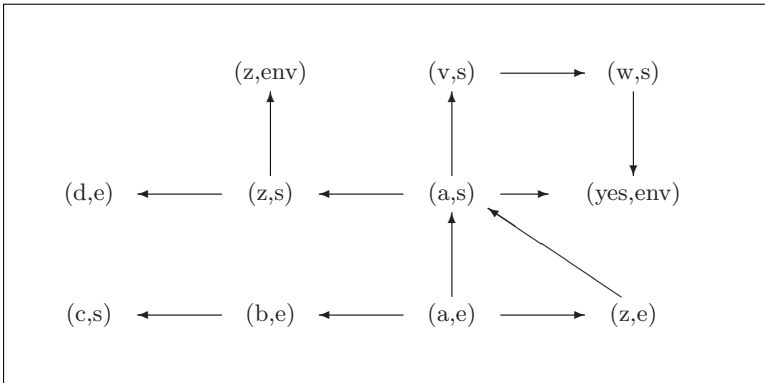 (z,env) (v,s) (w,s)
(d,e) (z,s) (a,s) (yes,env)
(c,s) (b,e) (a,e) (z,e)